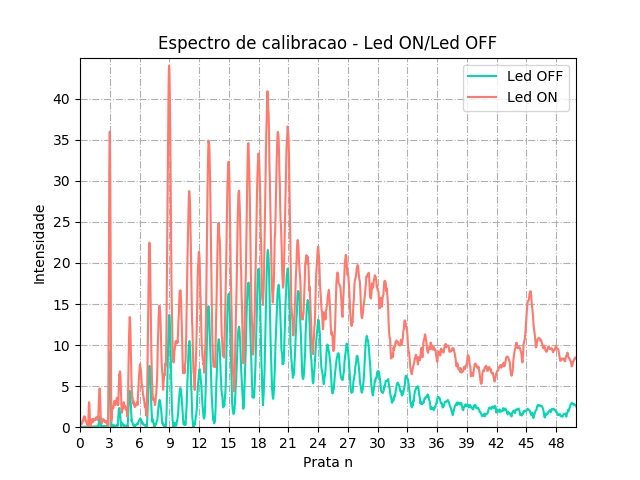 Espectro de calibracao - Led ON/Led OFF
Led OFF
Led ON
Intensidade
40
35
30
25
20
15
10
5
0
0 3 6 9 12 15 18 21 24 27 30 33 36 39 42 45 48
Prata n